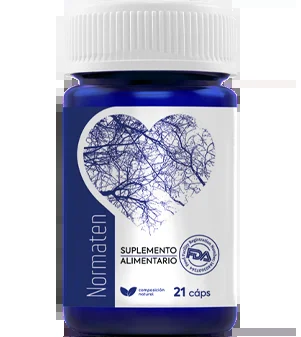 Normaten
SUPLEMENTO
ALIMENTARIO
FDA
composición
natural
21 cáps